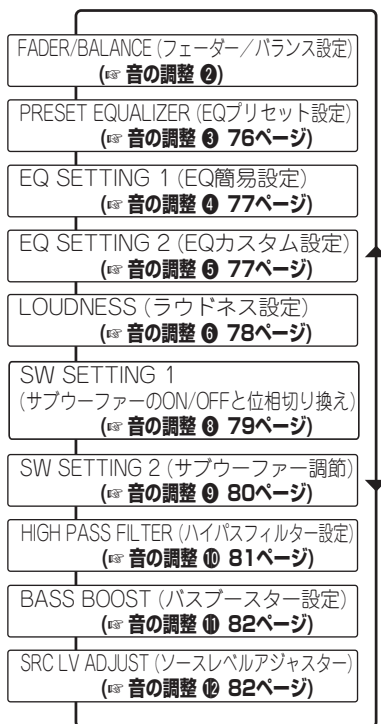 FADER/BALANCE（フェーダー／バランス設定）
(☞ 音の調整 ❷)
PRESET EQUALIZER（EQプリセット設定）
(☞ 音の調整 ❸ 76ページ)
EQ SETTING 1（EQ簡易設定）
(☞ 音の調整 ❹ 77ページ)
EQ SETTING 2（EQカスタム設定）
(☞ 音の調整 ❺ 77ページ)
LOUDNESS（ラウドネス設定）
(☞ 音の調整 ❻ 78ページ)
SW SETTING 1
（サブウーファーのON/OFFと位相切り換え）
(☞ 音の調整 ❽ 79ページ)
SW SETTING 2（サブウーファー調節）
(☞ 音の調整 ❾ 80ページ)
HIGH PASS FILTER（ハイパスフィルター設定）
(☞ 音の調整 ❿ 81ページ)
BASS BOOST（バスブースター設定）
(☞ 音の調整 ⓫ 82ページ)
SRC LV ADJUST（ソースレベルアジャスター）
(☞ 音の調整 ⓬ 82ページ)